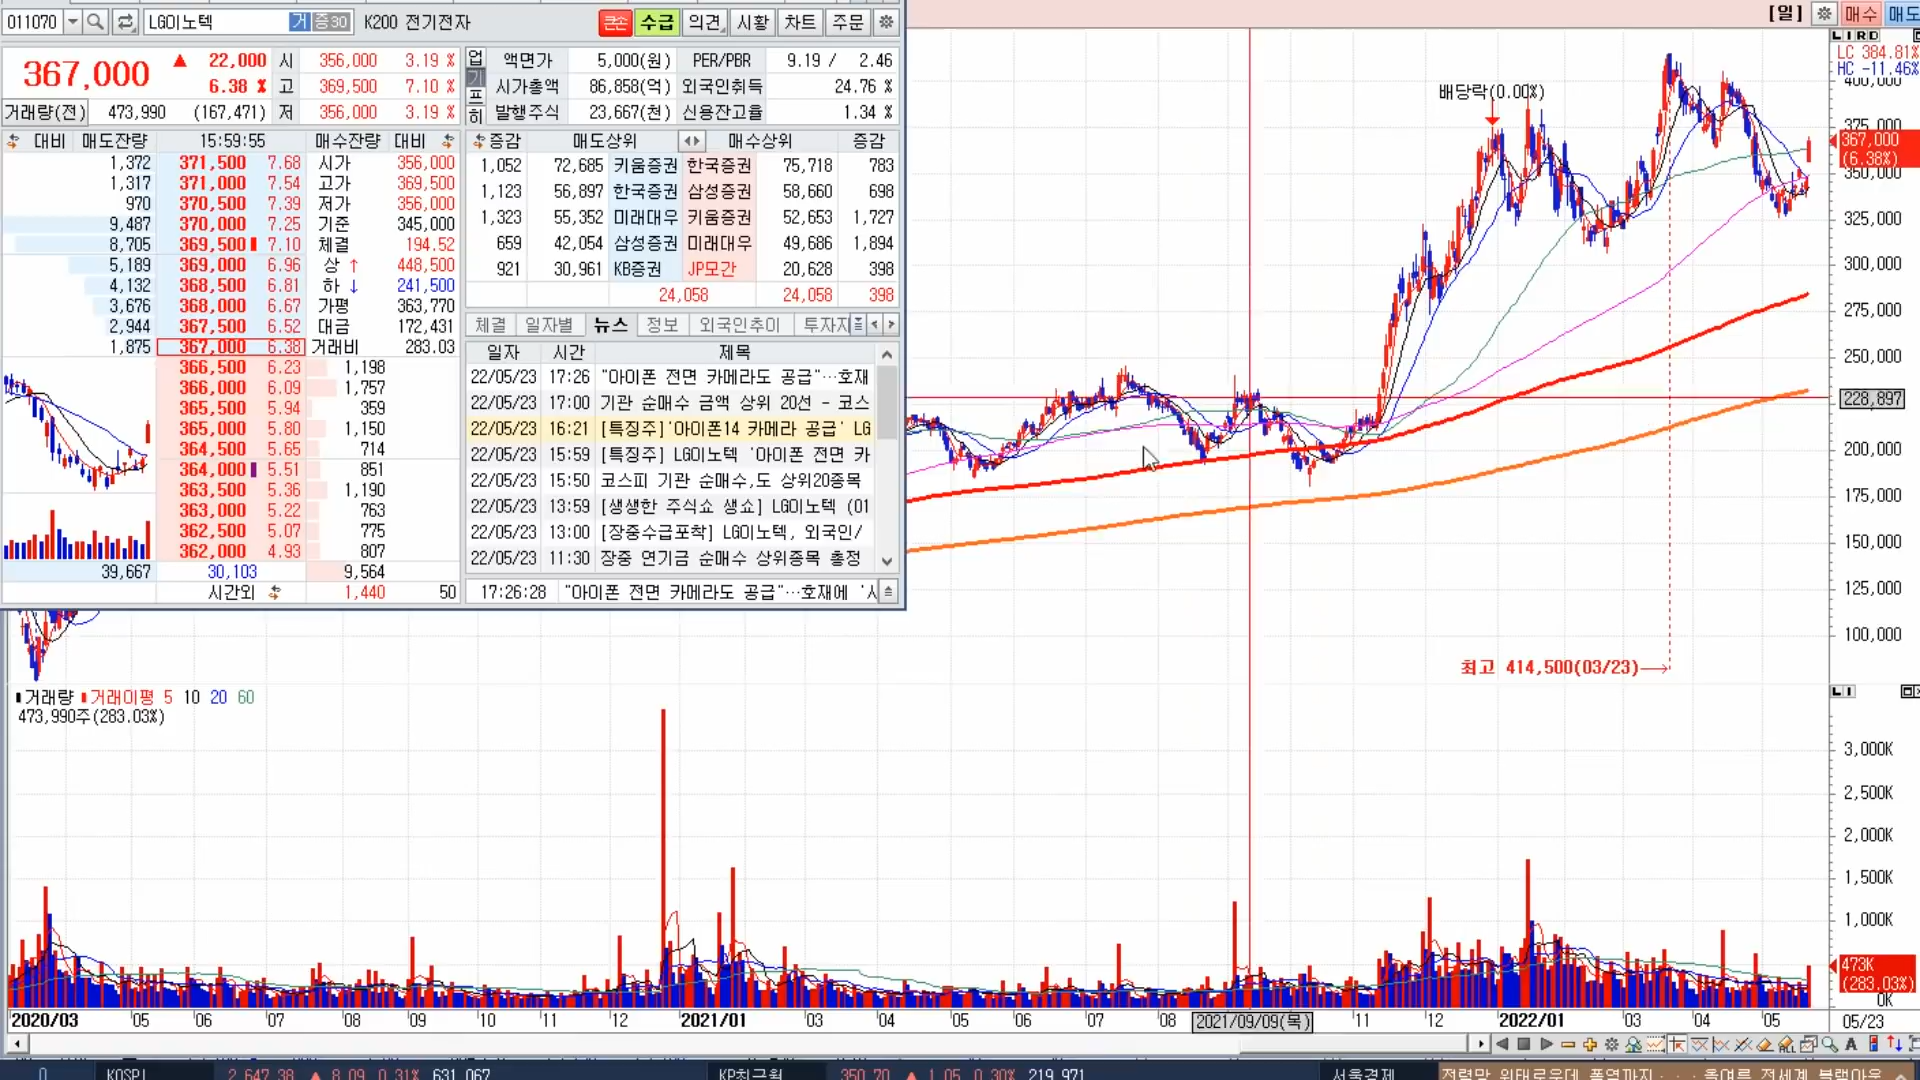 011070 LG이노텍 거 증30 K200 전기전자 큰손 수급 의견 시황 차트 주문
367,000 ▲ 22,000 시 356,000 3.19 %
6.38 % 고 369,500 7.10 %
거래량(전) 473,990 (167,471) 저 356,000 3.19 %
업 기 프 하
액면가 5,000(원) PER/PBR 9.19 / 2.46
시가총액 86,858(억) 외국인취득 24.76 %
발행주식 23,667(천) 신용잔고율 1.34 %
대비 매도잔량 15:59:55 매수잔량 대비
1,372 371,500 7.68 시가 356,000
1,317 371,000 7.54 고가 369,500
970 370,500 7.39 저가 356,000
9,487 370,000 7.25 기준 345,000
8,705 369,500 7.10 체결 194.52
5,189 369,000 6.96 상 ↑ 448,500
4,132 368,500 6.81 하 ↓ 241,500
3,676 368,000 6.67 가평 363,770
2,944 367,500 6.52 대금 172,431
1,875 367,000 6.38 거래비 283.03
366,500 6.23 1,198
366,000 6.09 1,757
365,500 5.94 359
365,000 5.80 1,150
364,500 5.65 714
364,000 5.51 851
363,500 5.36 1,190
363,000 5.22 763
362,500 5.07 775
362,000 4.93 807
39,667 30,103 9,564
시간외 1,440 50
증감 매도상위 매수상위 증감
1,052 72,685 키움증권 한국증권 75,718 783
1,123 56,897 한국증권 삼성증권 58,660 698
1,323 55,352 미래대우 키움증권 52,653 1,727
659 42,054 삼성증권 미래대우 49,686 1,894
921 30,961 KB증권 JP모간 20,628 398
24,058 24,058 398
체결 일자별 뉴스 정보 외국인추이 투자자
일자 시간 제목
22/05/23 17:26 "아이폰 전면 카메라도 공급"…호재
22/05/23 17:00 기관 순매수 금액 상위 20선 - 코스
22/05/23 16:21 [특징주]'아이폰14 카메라 공급' LG
22/05/23 15:59 [특징주] LG이노텍 '아이폰 전면 카
22/05/23 15:50 코스피 기관 순매수,도 상위20종목
22/05/23 13:59 [생생한 주식쇼 생쇼] LG이노텍 (01
22/05/23 13:00 [장중수급포착] LG이노텍, 외국인/
22/05/23 11:30 장중 연기금 순매수 상위종목 총정
17:26:28 "아이폰 전면 카메라도 공급"…호재에 '사
[일] 매수 매도
L I R D
LC 384.81%
HC -11.46%
400,000
375,000
367,000
(6.38%)
350,000
325,000
300,000
275,000
250,000
228,897
200,000
175,000
150,000
125,000
100,000
배당락(0.00%)
최고 414,500(03/23)→
거래량 거래이평 5 10 20 60
473,990주(283.03%)
L I
3,000K
2,500K
2,000K
1,500K
1,000K
473K
(283.03%)
0K
2020/03 05 06 07 08 09 10 11 12 2021/01 03 04 05 06 07 08 2021/09/09(목) 11 12 2022/01 03 04 05 05/23
A
0 KOSPI 2,647.38 ▲ 8.09 0.31% 631,067 KP최근월 350.70 ▲ 1.05 0.30% 219,971 서울경제